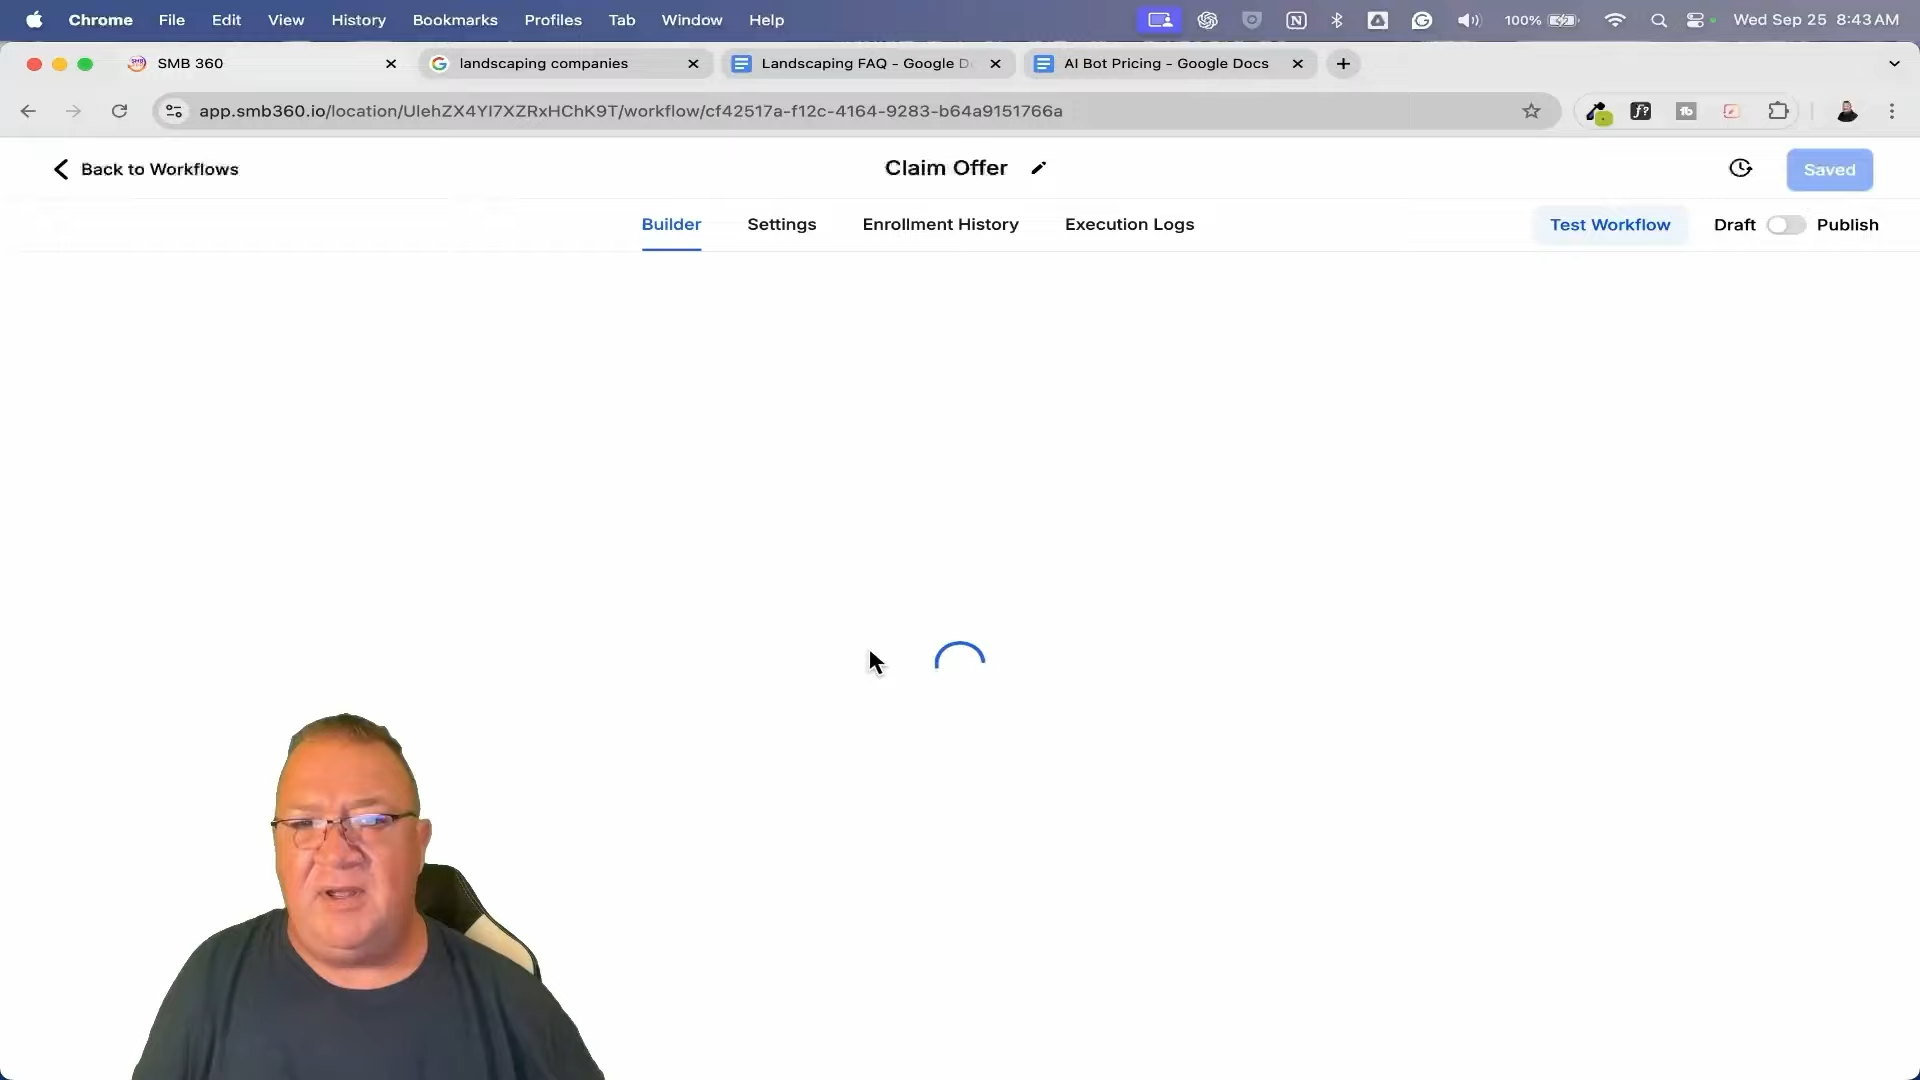 Chrome File Edit View History Bookmarks Profiles Tab Window Help 100% Wed Sep 25 8:43 AM
SMB 360 landscaping companies Landscaping FAQ - Google D AI Bot Pricing - Google Docs
app.smb360.io/location/UlehZX4Yl7XZRxHChK9T/workflow/cf42517a-f12c-4164-9283-b64a9151766a
Back to Workflows Claim Offer Saved
Builder Settings Enrollment History Execution Logs Test Workflow Draft Publish